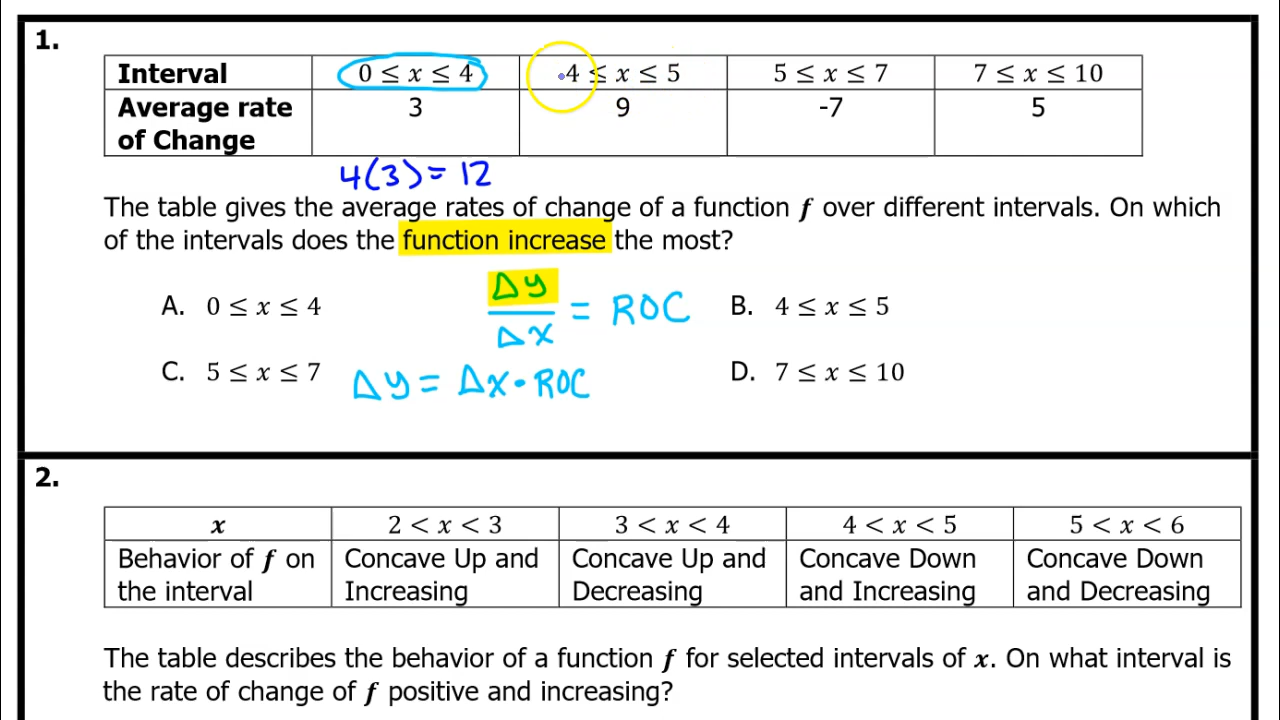 1.
Interval 0 ≤ x ≤ 4 4 ≤ x ≤ 5 5 ≤ x ≤ 7 7 ≤ x ≤ 10
Average rate 3 9 -7 5
of Change
4(3) = 12
The table gives the average rates of change of a function f over different intervals. On which
of the intervals does the function increase the most?
Δy
A. 0 ≤ x ≤ 4 = ROC B. 4 ≤ x ≤ 5
Δx
C. 5 ≤ x ≤ 7 Δy = Δx • ROC D. 7 ≤ x ≤ 10
2.
x 2 < x < 3 3 < x < 4 4 < x < 5 5 < x < 6
Behavior of f on Concave Up and Concave Up and Concave Down Concave Down
the interval Increasing Decreasing and Increasing and Decreasing
The table describes the behavior of a function f for selected intervals of x. On what interval is
the rate of change of f positive and increasing?